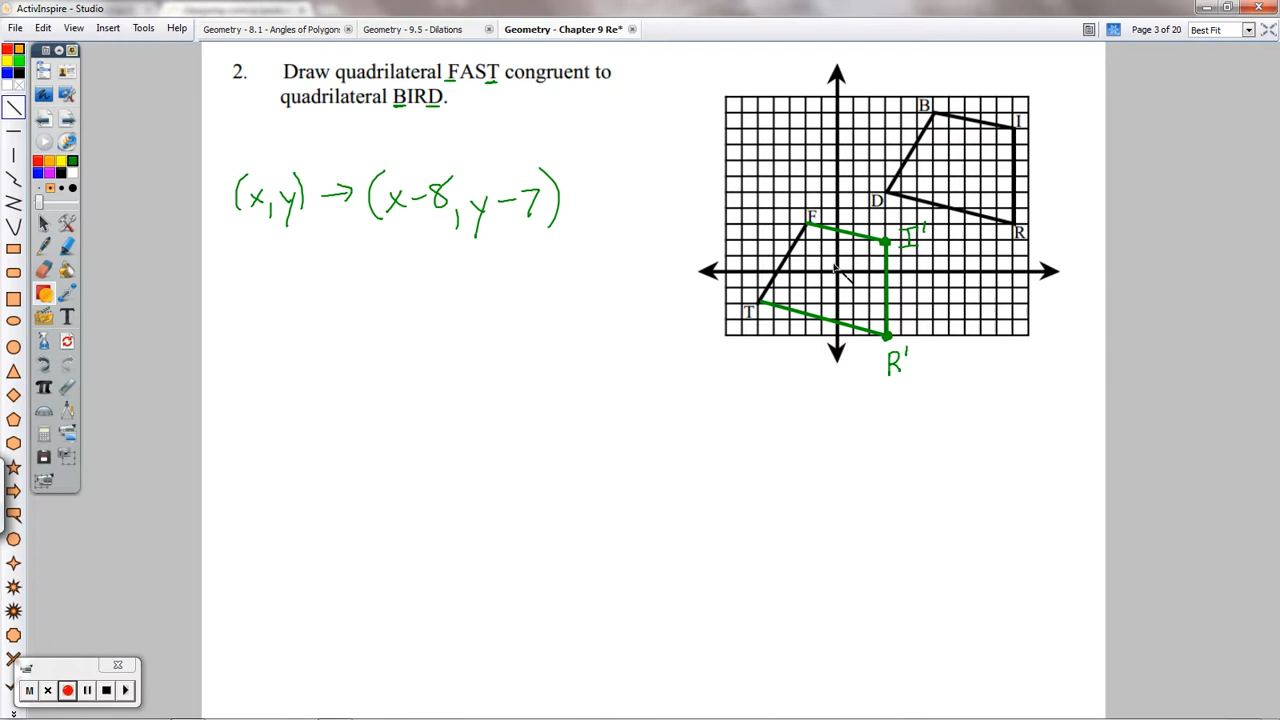 ActivInspire - Studio
File Edit View Insert Tools Help
Geometry - 8.1 - Angles of Polygons
Geometry - 9.5 - Dilations
Geometry - Chapter 9 Re*
Page 3 of 20
Best Fit
2. Draw quadrilateral FAST congruent to
quadrilateral BIRD.
(x,y) → (x-8,y-7)
B
I
D
R
F
I'
T
R'
M